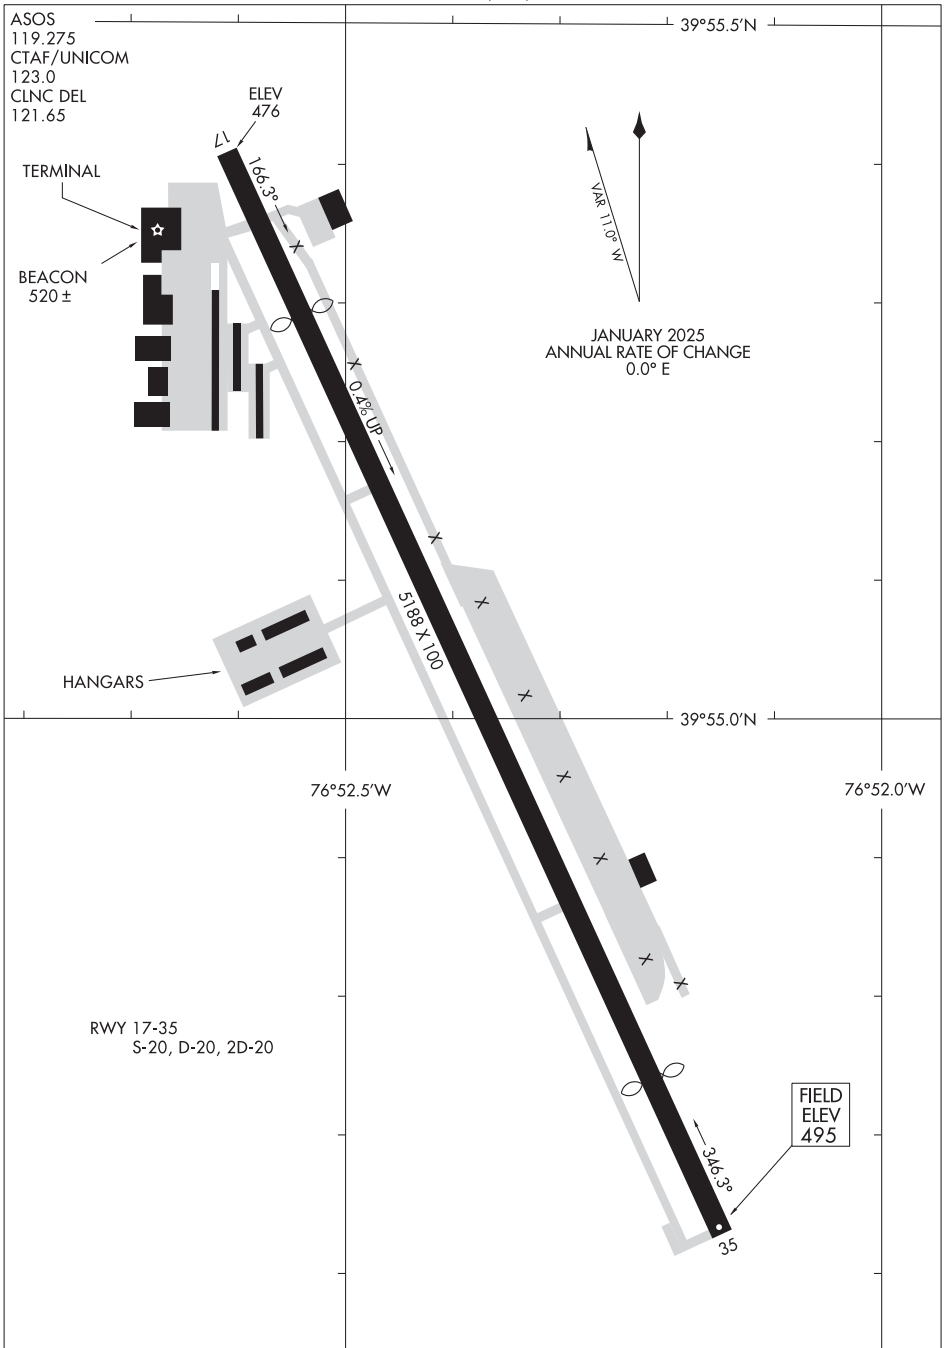 ASOS
119.275
CTAF/UNICOM
123.0
CLNC DEL
121.65
39°55.5'N
ELEV
476
17
166.3°
TERMINAL
BEACON
520 ±
VAR 11.0° W
JANUARY 2025
ANNUAL RATE OF CHANGE
0.0° E
0.4% UP
5188 X 100
HANGARS
39°55.0'N
76°52.5'W
76°52.0'W
RWY 17-35
S-20, D-20, 2D-20
FIELD
ELEV
495
346.3°
35